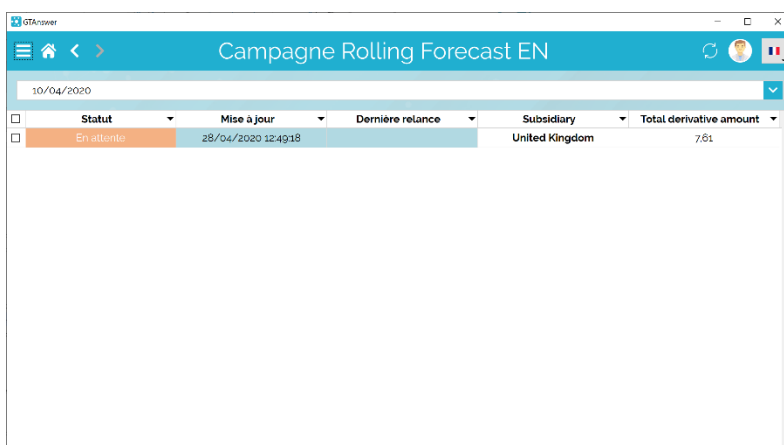 GTAnswer
Campagne Rolling Forecast EN
10/04/2020
Statut Mise à jour Dernière relance Subsidiary Total derivative amount
En attente 28/04/2020 12:49:18 United Kingdom 7,61